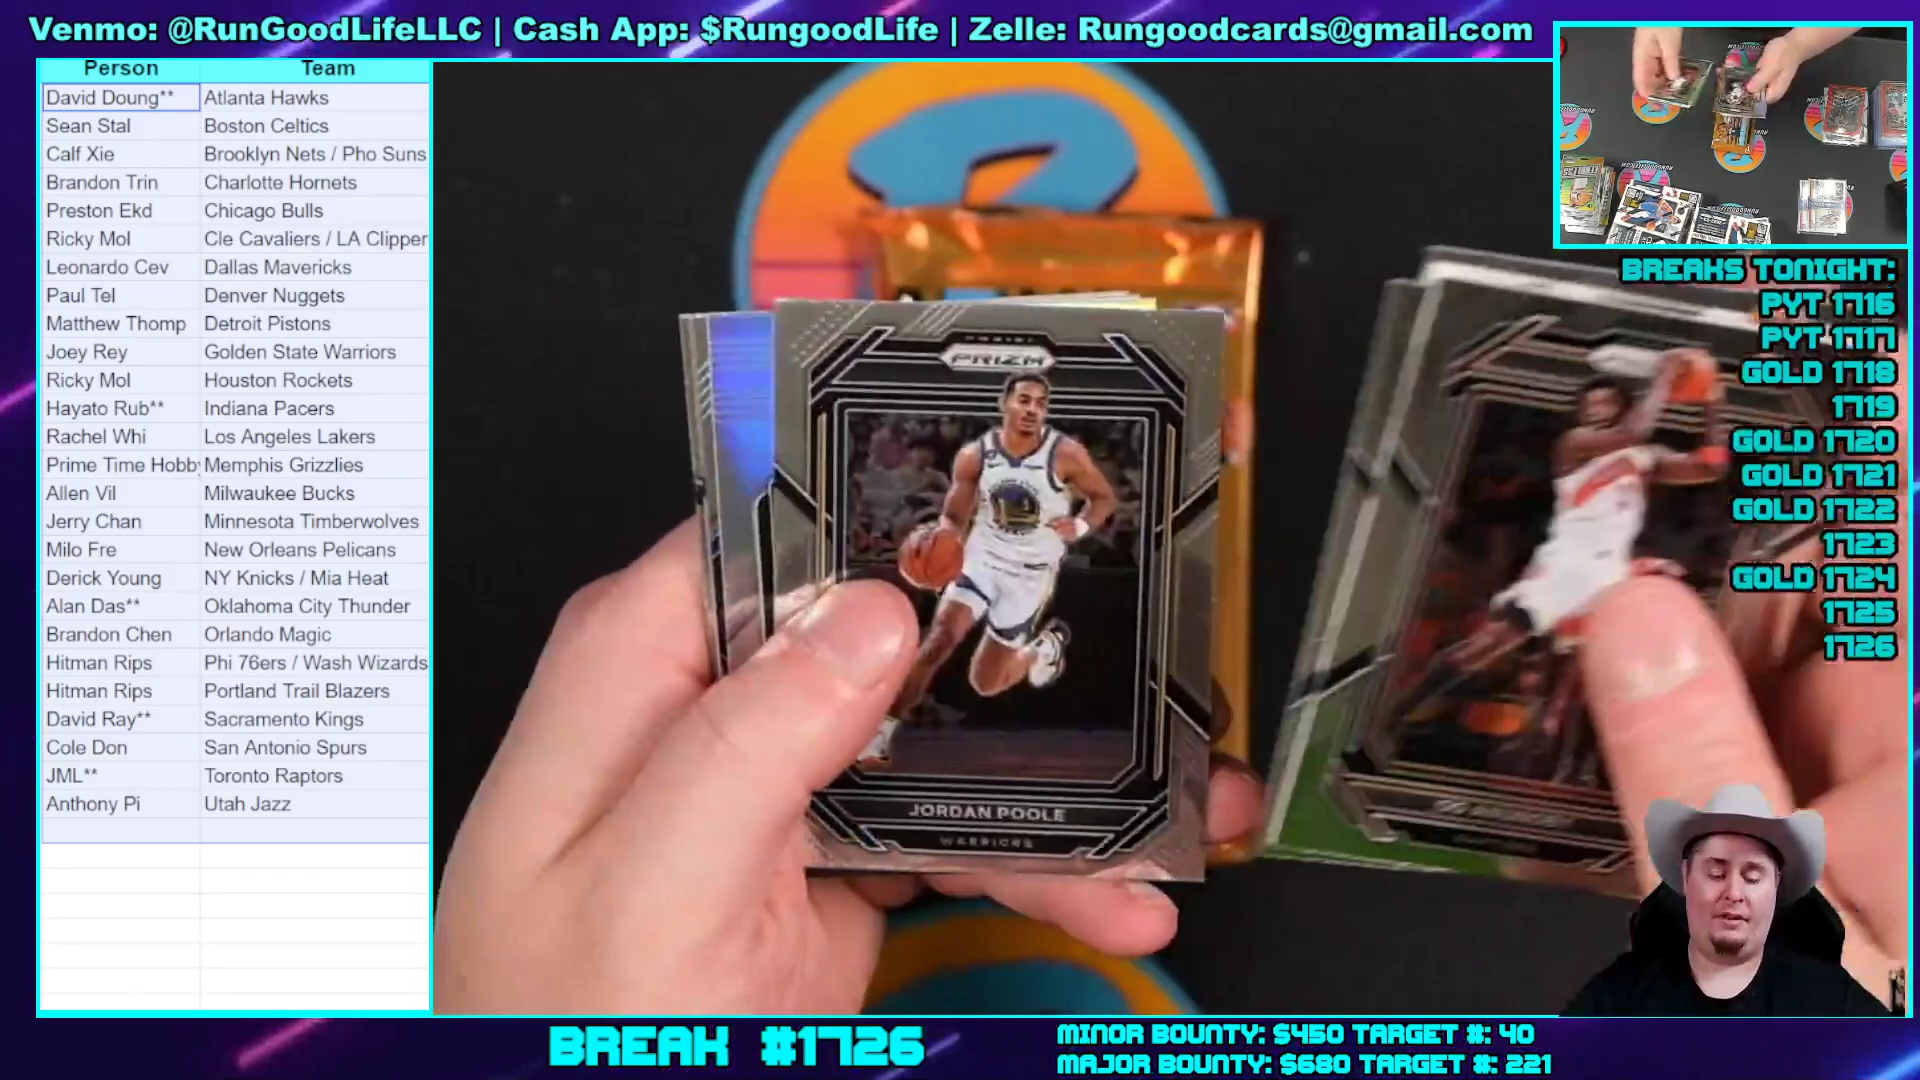 Venmo: @RunGoodLifeLLC | Cash App: $RungoodLife | Zelle: Rungoodcards@gmail.com
Person Team
David Doung** Atlanta Hawks
Sean Stal Boston Celtics
Calf Xie Brooklyn Nets / Pho Suns
Brandon Trin Charlotte Hornets
Preston Ekd Chicago Bulls
Ricky Mol Cle Cavaliers / LA Clipper
Leonardo Cev Dallas Mavericks
Paul Tel Denver Nuggets
Matthew Thomp Detroit Pistons
Joey Rey Golden State Warriors
Ricky Mol Houston Rockets
Hayato Rub** Indiana Pacers
Rachel Whi Los Angeles Lakers
Prime Time Hobby Memphis Grizzlies
Allen Vil Milwaukee Bucks
Jerry Chan Minnesota Timberwolves
Milo Fre New Orleans Pelicans
Derick Young NY Knicks / Mia Heat
Alan Das** Oklahoma City Thunder
Brandon Chen Orlando Magic
Hitman Rips Phi 76ers / Wash Wizards
Hitman Rips Portland Trail Blazers
David Ray** Sacramento Kings
Cole Don San Antonio Spurs
JML** Toronto Raptors
Anthony Pi Utah Jazz
PANINI
PRIZM
JORDAN POOLE
WARRIORS
BREAKS TONIGHT:
PYT 1716
PYT 1717
GOLD 1718
1719
GOLD 1720
GOLD 1721
GOLD 1722
1723
GOLD 1724
1725
1726
BREAK #1726
MINOR BOUNTY: $450 TARGET #: 40
MAJOR BOUNTY: $680 TARGET #: 221